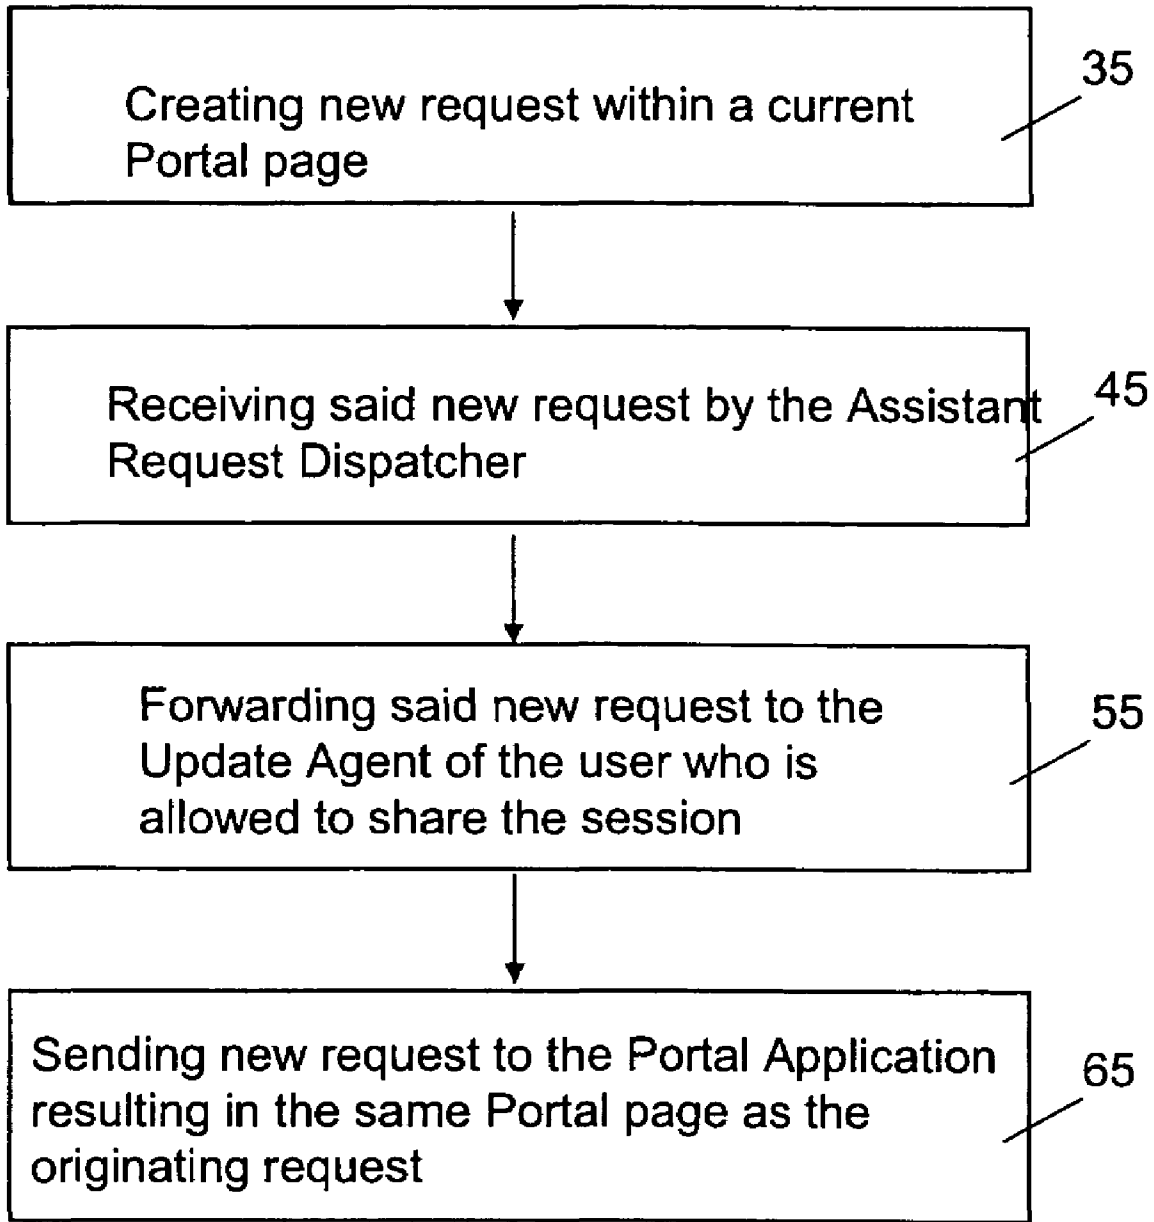 Creating new request within a current
Portal page
35
Receiving said new request by the Assistant
Request Dispatcher
45
Forwarding said new request to the
Update Agent of the user who is
allowed to share the session
55
Sending new request to the Portal Application
resulting in the same Portal page as the
originating request
65